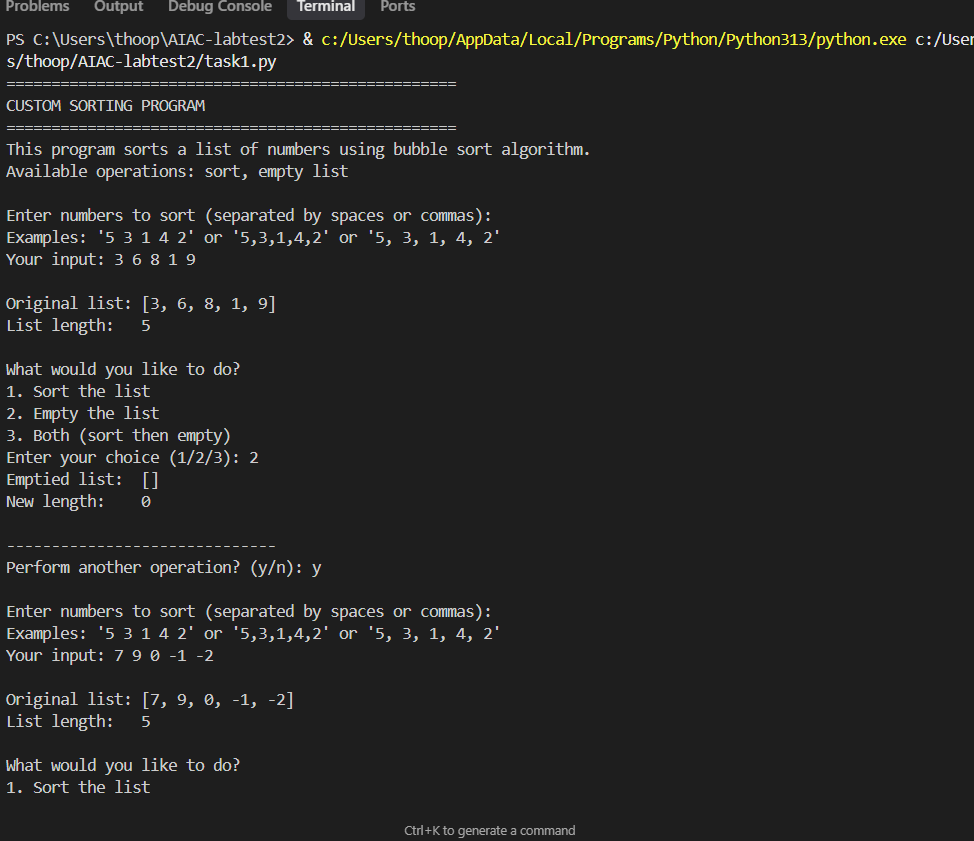 Problems Output Debug Console Terminal Ports
PS C:\Users\thoop\AIAC-labtest2> & c:/Users/thoop/AppData/Local/Programs/Python/Python313/python.exe c:/User
s/thoop/AIAC-labtest2/task1.py
==================================================
CUSTOM SORTING PROGRAM
==================================================
This program sorts a list of numbers using bubble sort algorithm.
Available operations: sort, empty list
Enter numbers to sort (separated by spaces or commas):
Examples: '5 3 1 4 2' or '5,3,1,4,2' or '5, 3, 1, 4, 2'
Your input: 3 6 8 1 9
Original list: [3, 6, 8, 1, 9]
List length:   5
What would you like to do?
1. Sort the list
2. Empty the list
3. Both (sort then empty)
Enter your choice (1/2/3): 2
Emptied list:  []
New length:    0
------------------------------
Perform another operation? (y/n): y
Enter numbers to sort (separated by spaces or commas):
Examples: '5 3 1 4 2' or '5,3,1,4,2' or '5, 3, 1, 4, 2'
Your input: 7 9 0 -1 -2
Original list: [7, 9, 0, -1, -2]
List length:   5
What would you like to do?
1. Sort the list
Ctrl+K to generate a command